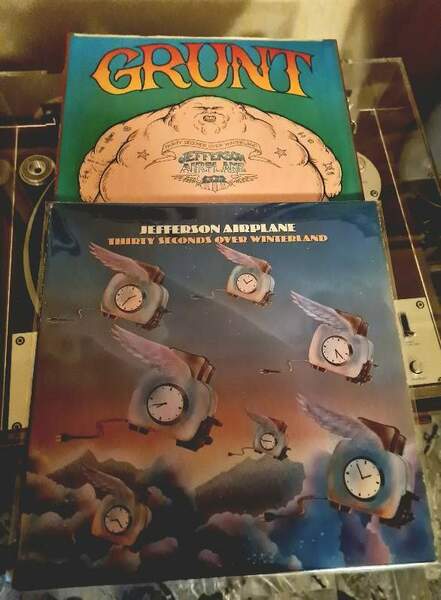 GRUNT
THIRTY SECONDS OVER WINTERLAND
JEFFERSON
AIRPLANE
JEFFERSON AIRPLANE
THIRTY SECONDS OVER WINTERLAND